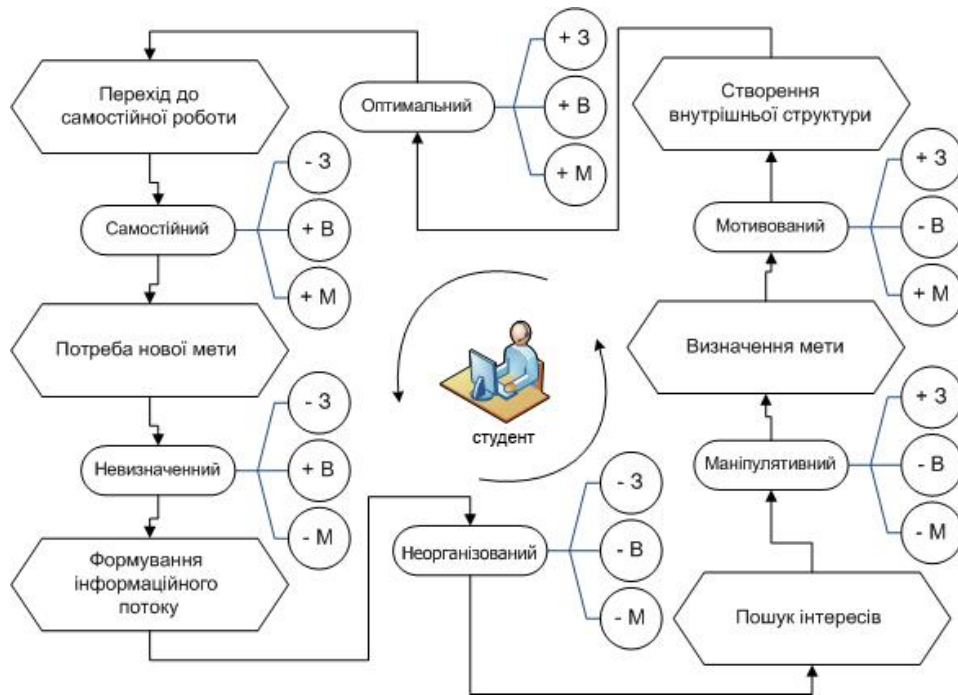 Перехід до
самостійної роботи
Оптимальний
+ З
+ В
+ М
Створення
внутрішньої структури
Самостійний
- З
+ В
+ М
Мотивований
+ З
- В
+ М
Потреба нової мети
студент
Визначення мети
Невизначенний
- З
+ В
- М
Маніпулятивний
+ З
- В
- М
Формування
інформаційного
потоку
Неорганізований
- З
- В
- М
Пошук інтересів